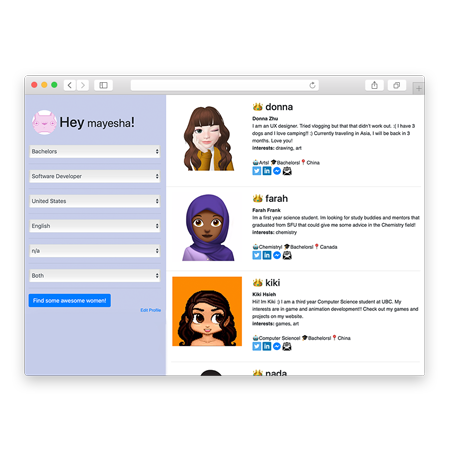 Hey mayesha!
Bachelors
Software Developer
United States
English
n/a
Both
Find some awesome women!
Edit Profile
donna
Donna Zhu
I am an UX designer. Tried vlogging but that that didn't work out. :( I have 3
dogs and I love camping!! :) Currently traveling in Asia, I will be back in 3
months. Love you!
interests: drawing, art
Arts! Bachelors! China
farah
Farah Frank
Im a first year science student. Im looking for study buddies and mentors that
graduated from SFU that could give me some advice in the Chemistry field!
interests: chemistry
Chemistry! Bachelors! Canada
kiki
Kiki Hsieh
Hi! Im Kiki :) I am a third year Computer Science student at UBC. My
interests are in game and animation development!! Check out my games and
projects on my website.
interests: games, art
Computer Science! Bachelors! China
nada